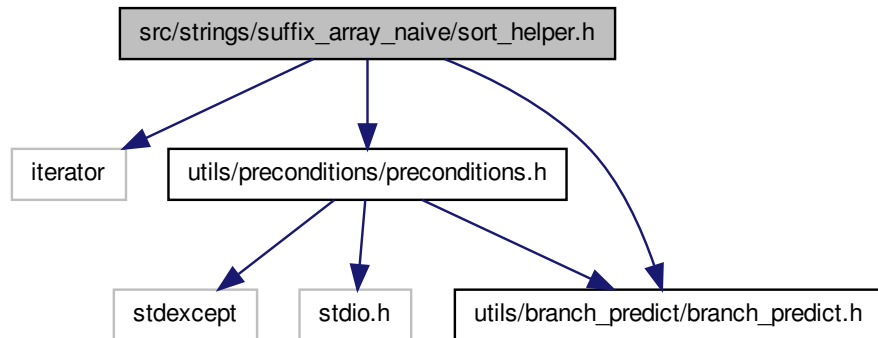 src/strings/suffix_array_naive/sort_helper.h
iterator
utils/preconditions/preconditions.h
stdexcept
stdio.h
utils/branch_predict/branch_predict.h